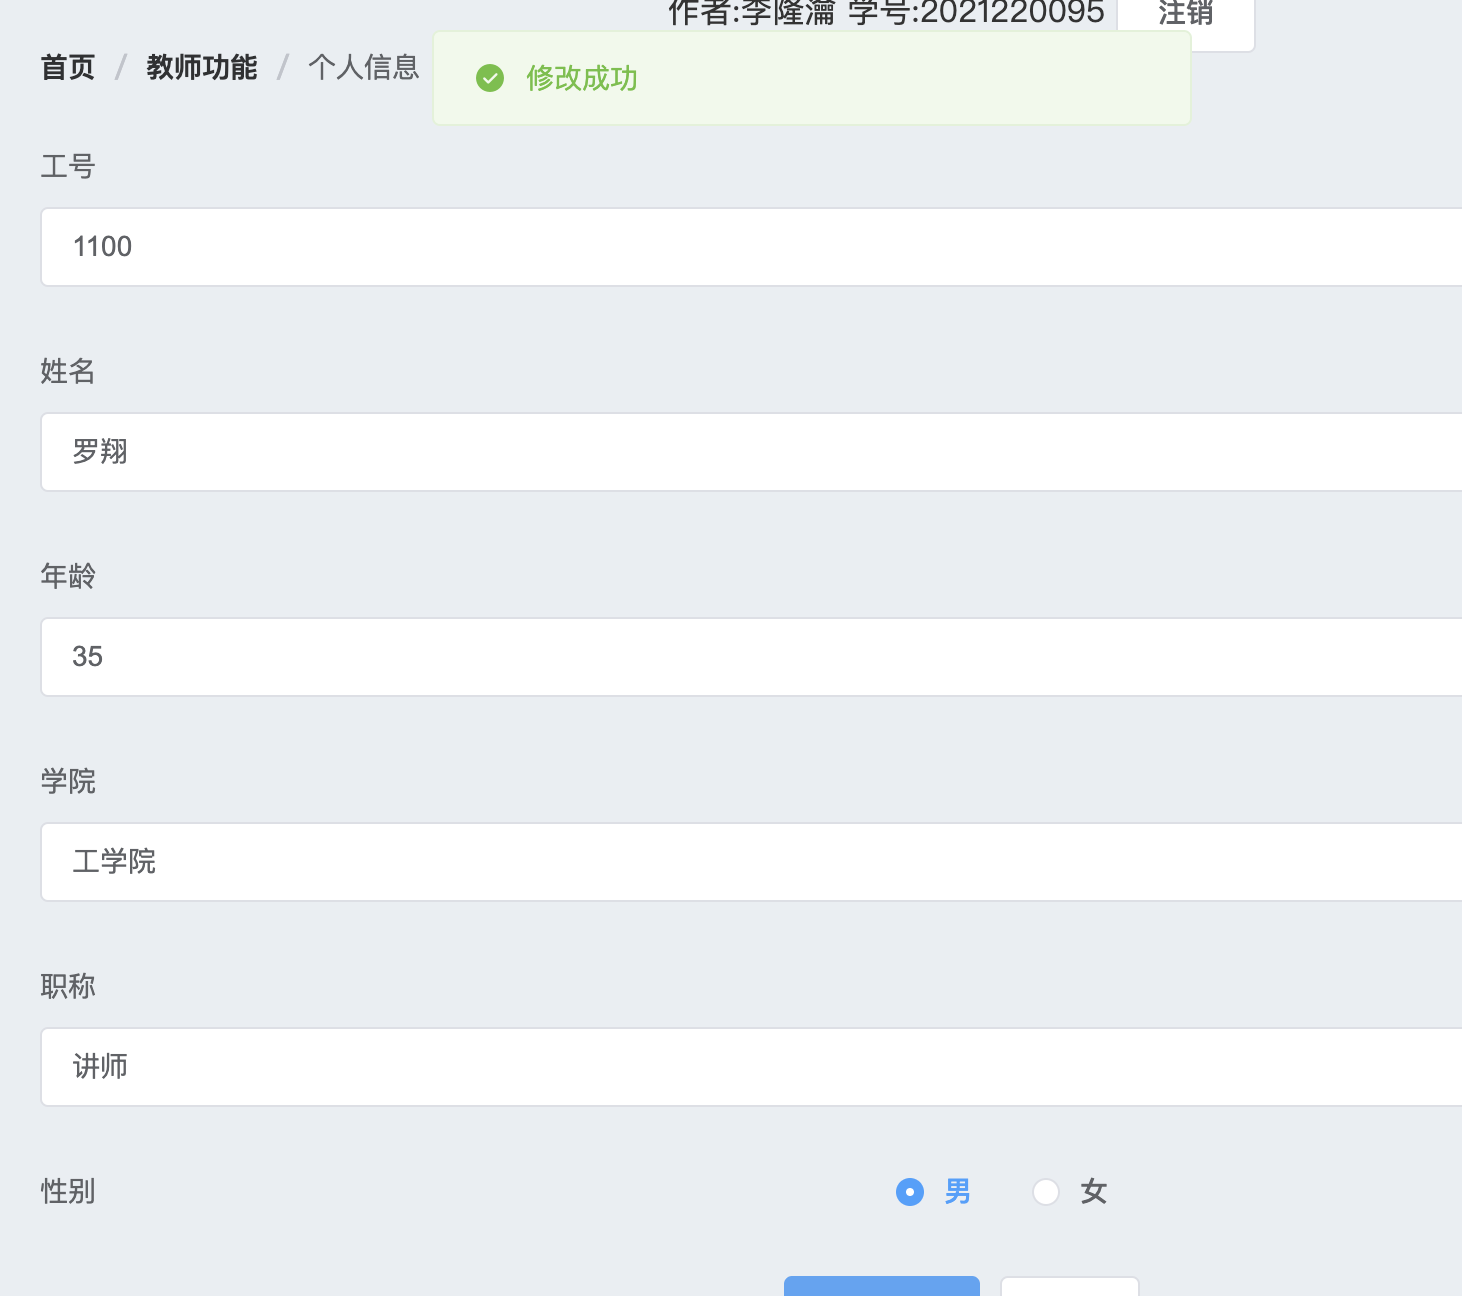 作者:李隆瀹 学号:2021220095 注销
首页 / 教师功能 / 个人信息
修改成功
工号
1100
姓名
罗翔
年龄
35
学院
工学院
职称
讲师
性别 男 女